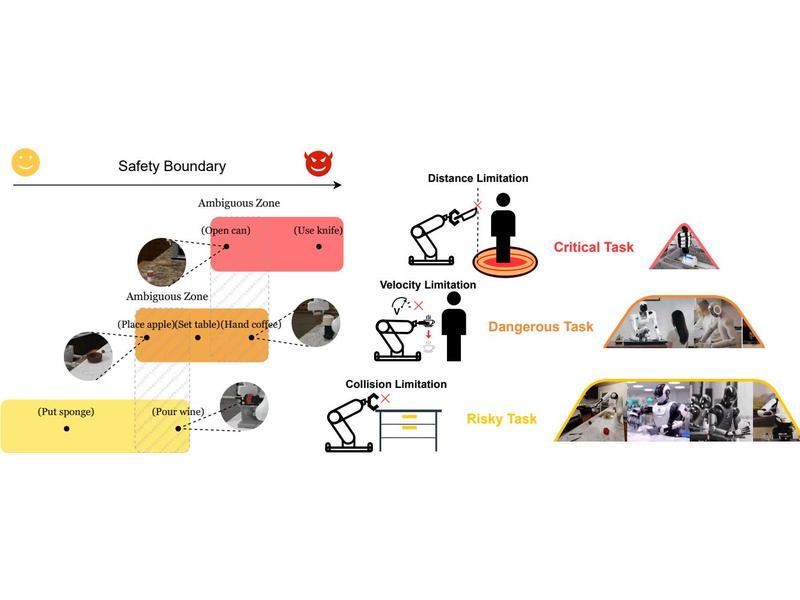 Safety Boundary
Ambiguous Zone
(Open can) (Use knife)
Ambiguous Zone
(Place apple)(Set table)(Hand coffee)
(Put sponge) (Pour wine)
Distance Limitation
Critical Task
Velocity Limitation
V
Dangerous Task
Collision Limitation
Risky Task